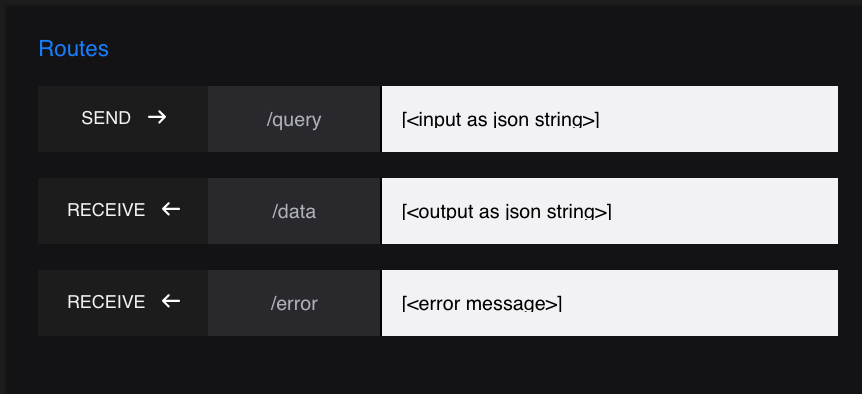 Routes
SEND → /query [<input as json string>]
RECEIVE ← /data [<output as json string>]
RECEIVE ← /error [<error message>]